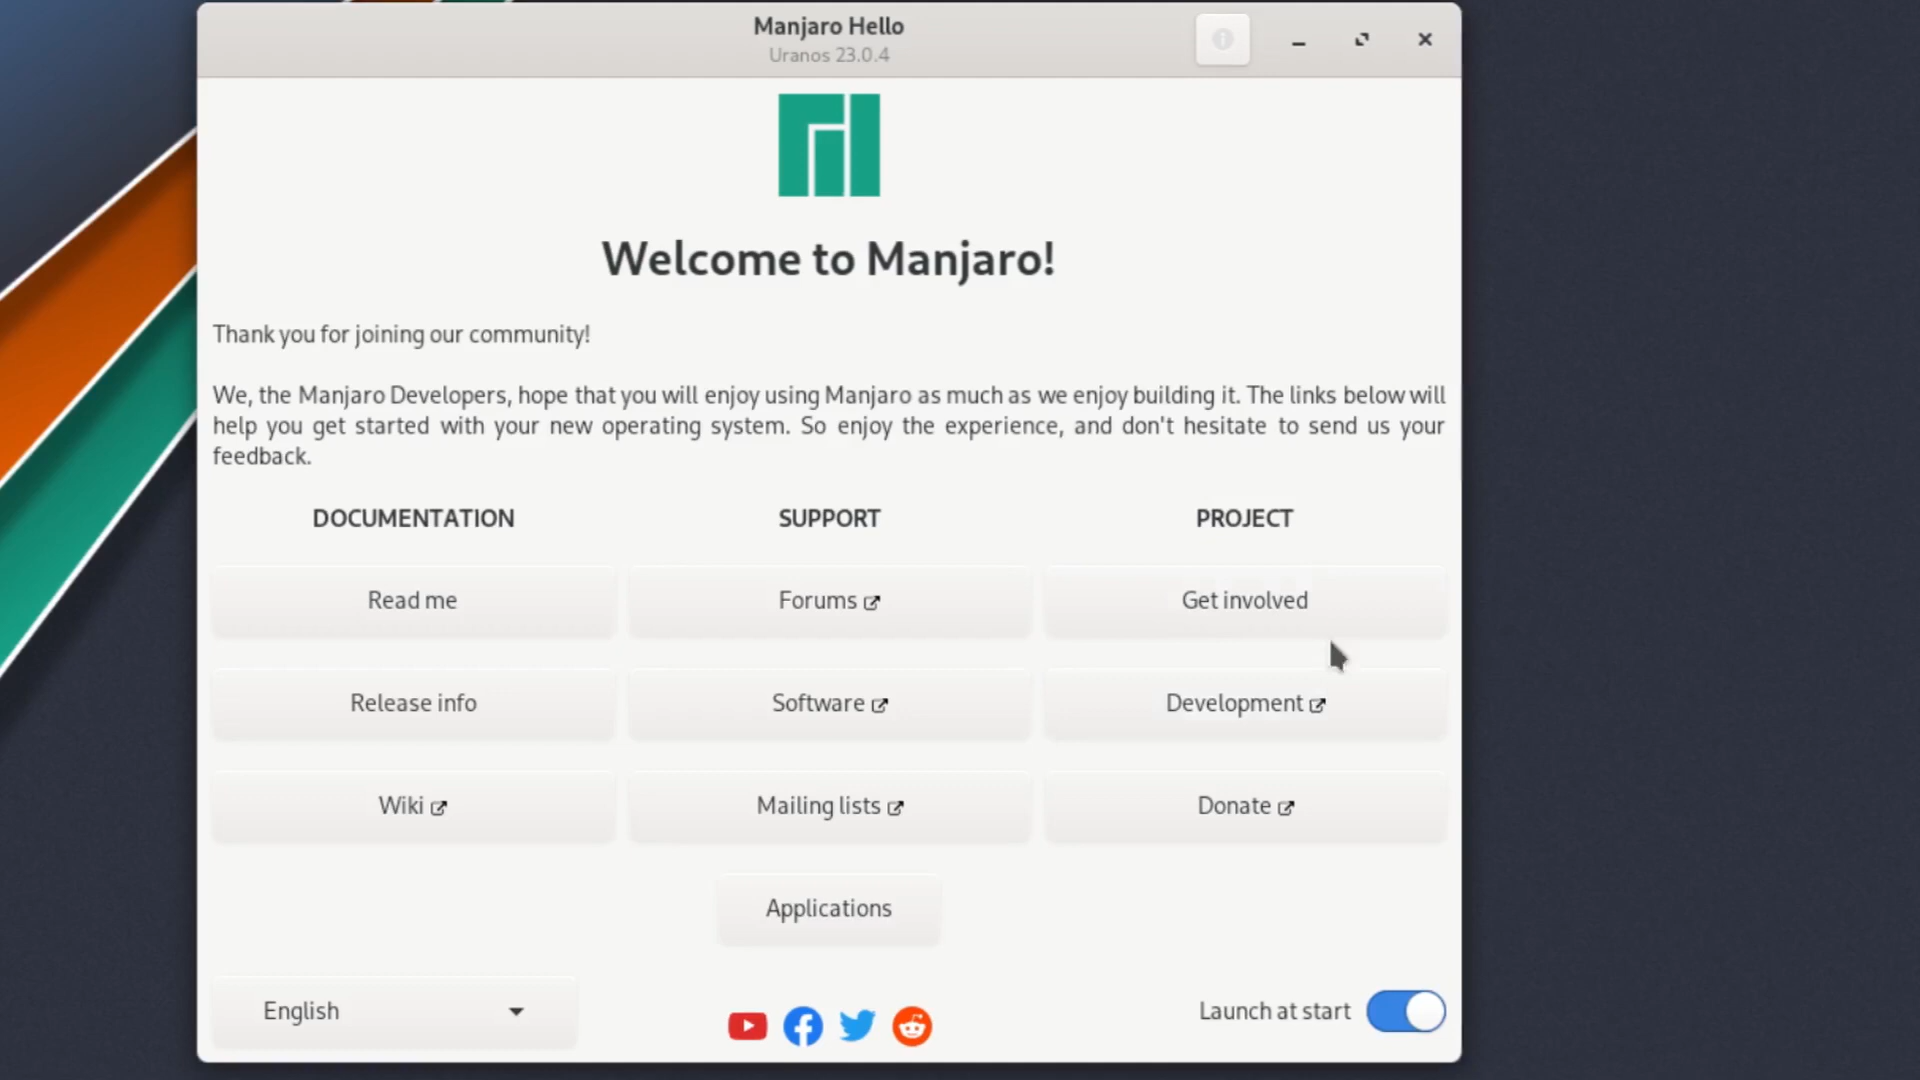 Manjaro Hello
Uranos 23.0.4
Welcome to Manjaro!
Thank you for joining our community!
We, the Manjaro Developers, hope that you will enjoy using Manjaro as much as we enjoy building it. The links below will
help you get started with your new operating system. So enjoy the experience, and don't hesitate to send us your
feedback.
DOCUMENTATION SUPPORT PROJECT
Read me Forums Get involved
Release info Software Development
Wiki Mailing lists Donate
Applications
English Launch at start